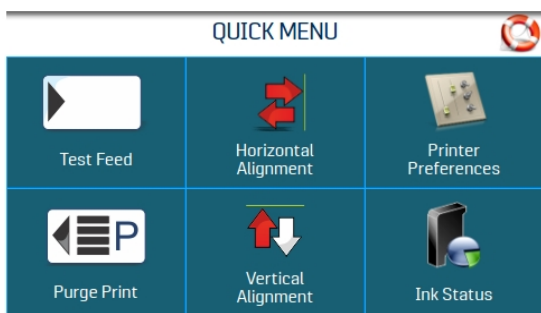 QUICK MENU
Test Feed
Horizontal
Alignment
Printer
Preferences
P
Purge Print
Vertical
Alignment
Ink Status